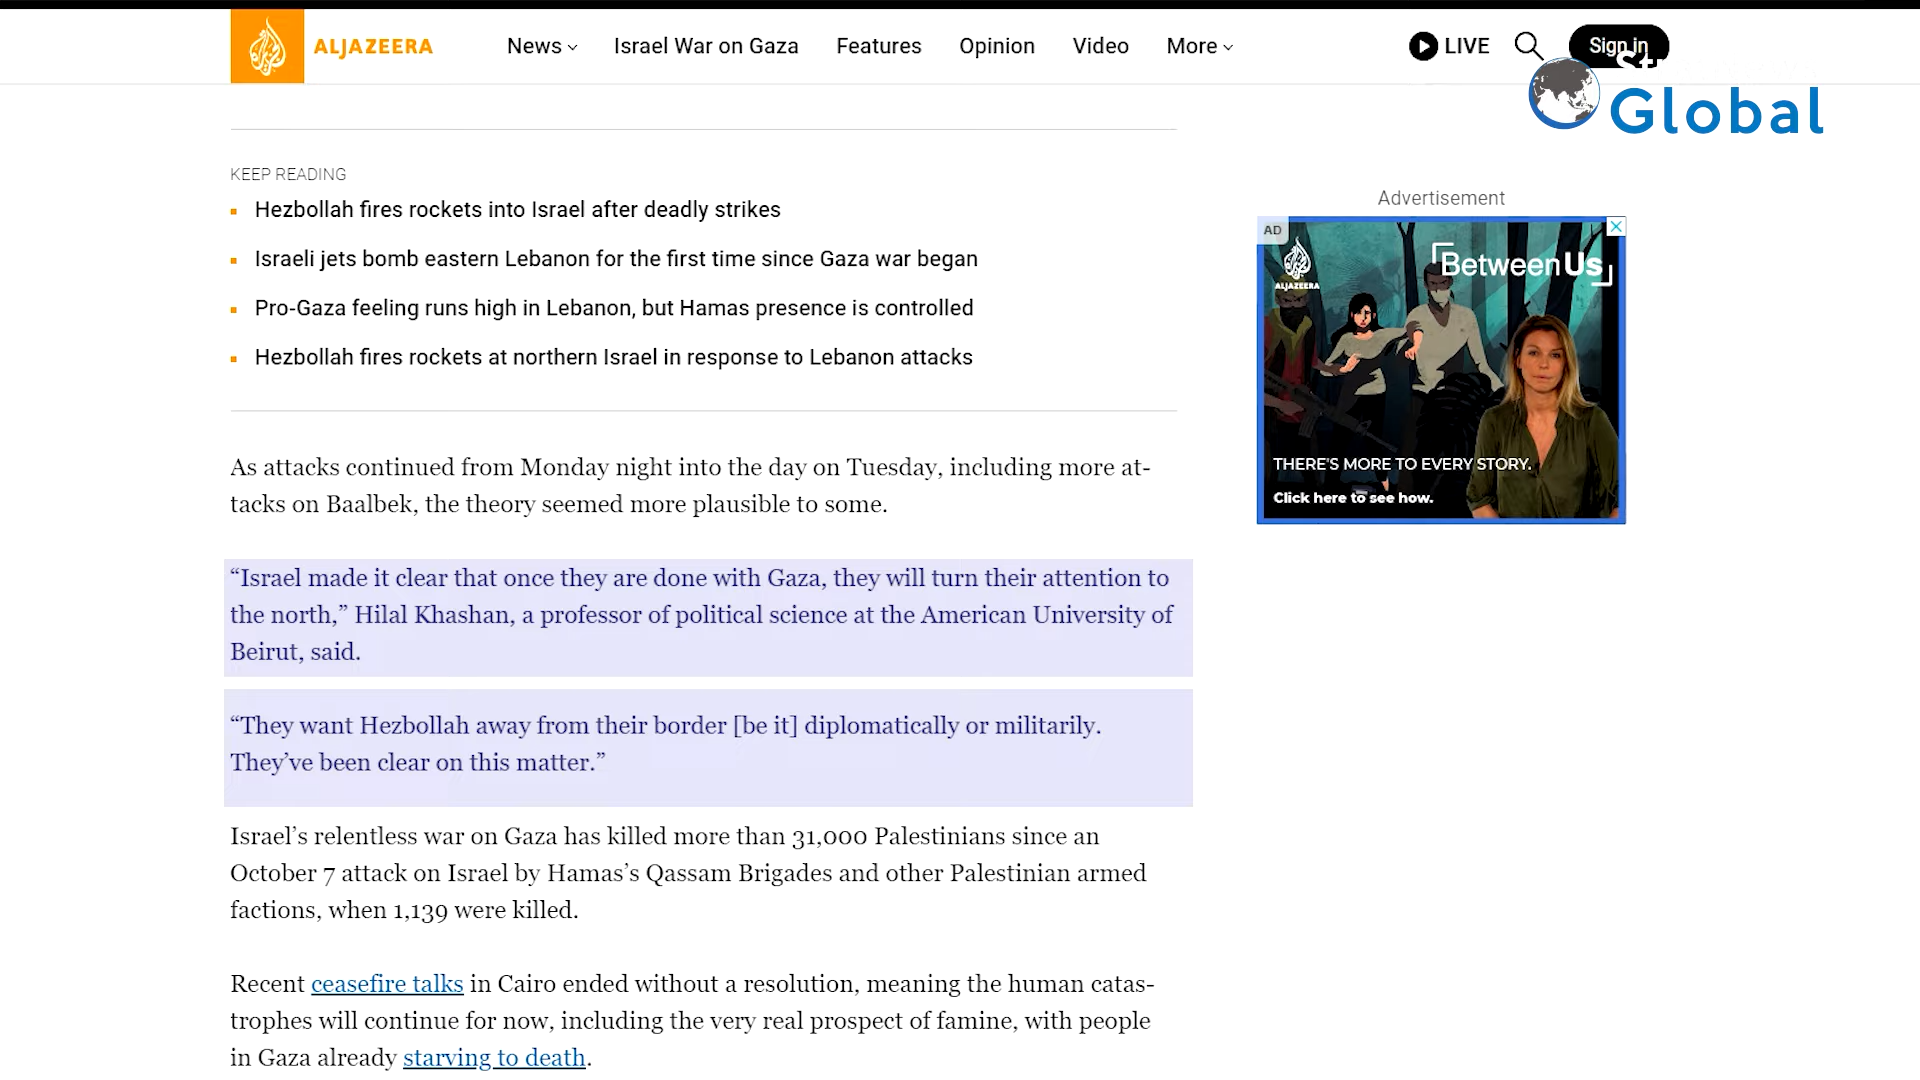 ALJAZEERA
News
Israel War on Gaza
Features
Opinion
Video
More
LIVE
Sign in
Global
KEEP READING
Hezbollah fires rockets into Israel after deadly strikes
Israeli jets bomb eastern Lebanon for the first time since Gaza war began
Pro-Gaza feeling runs high in Lebanon, but Hamas presence is controlled
Hezbollah fires rockets at northern Israel in response to Lebanon attacks
As attacks continued from Monday night into the day on Tuesday, including more at-
tacks on Baalbek, the theory seemed more plausible to some.
“Israel made it clear that once they are done with Gaza, they will turn their attention to
the north,” Hilal Khashan, a professor of political science at the American University of
Beirut, said.
“They want Hezbollah away from their border [be it] diplomatically or militarily.
They’ve been clear on this matter.”
Israel’s relentless war on Gaza has killed more than 31,000 Palestinians since an
October 7 attack on Israel by Hamas’s Qassam Brigades and other Palestinian armed
factions, when 1,139 were killed.
Recent ceasefire talks in Cairo ended without a resolution, meaning the human catas-
trophes will continue for now, including the very real prospect of famine, with people
in Gaza already starving to death.
Advertisement
AD
ALJAZEERA
BetweenUs
THERE'S MORE TO EVERY STORY.
Click here to see how.